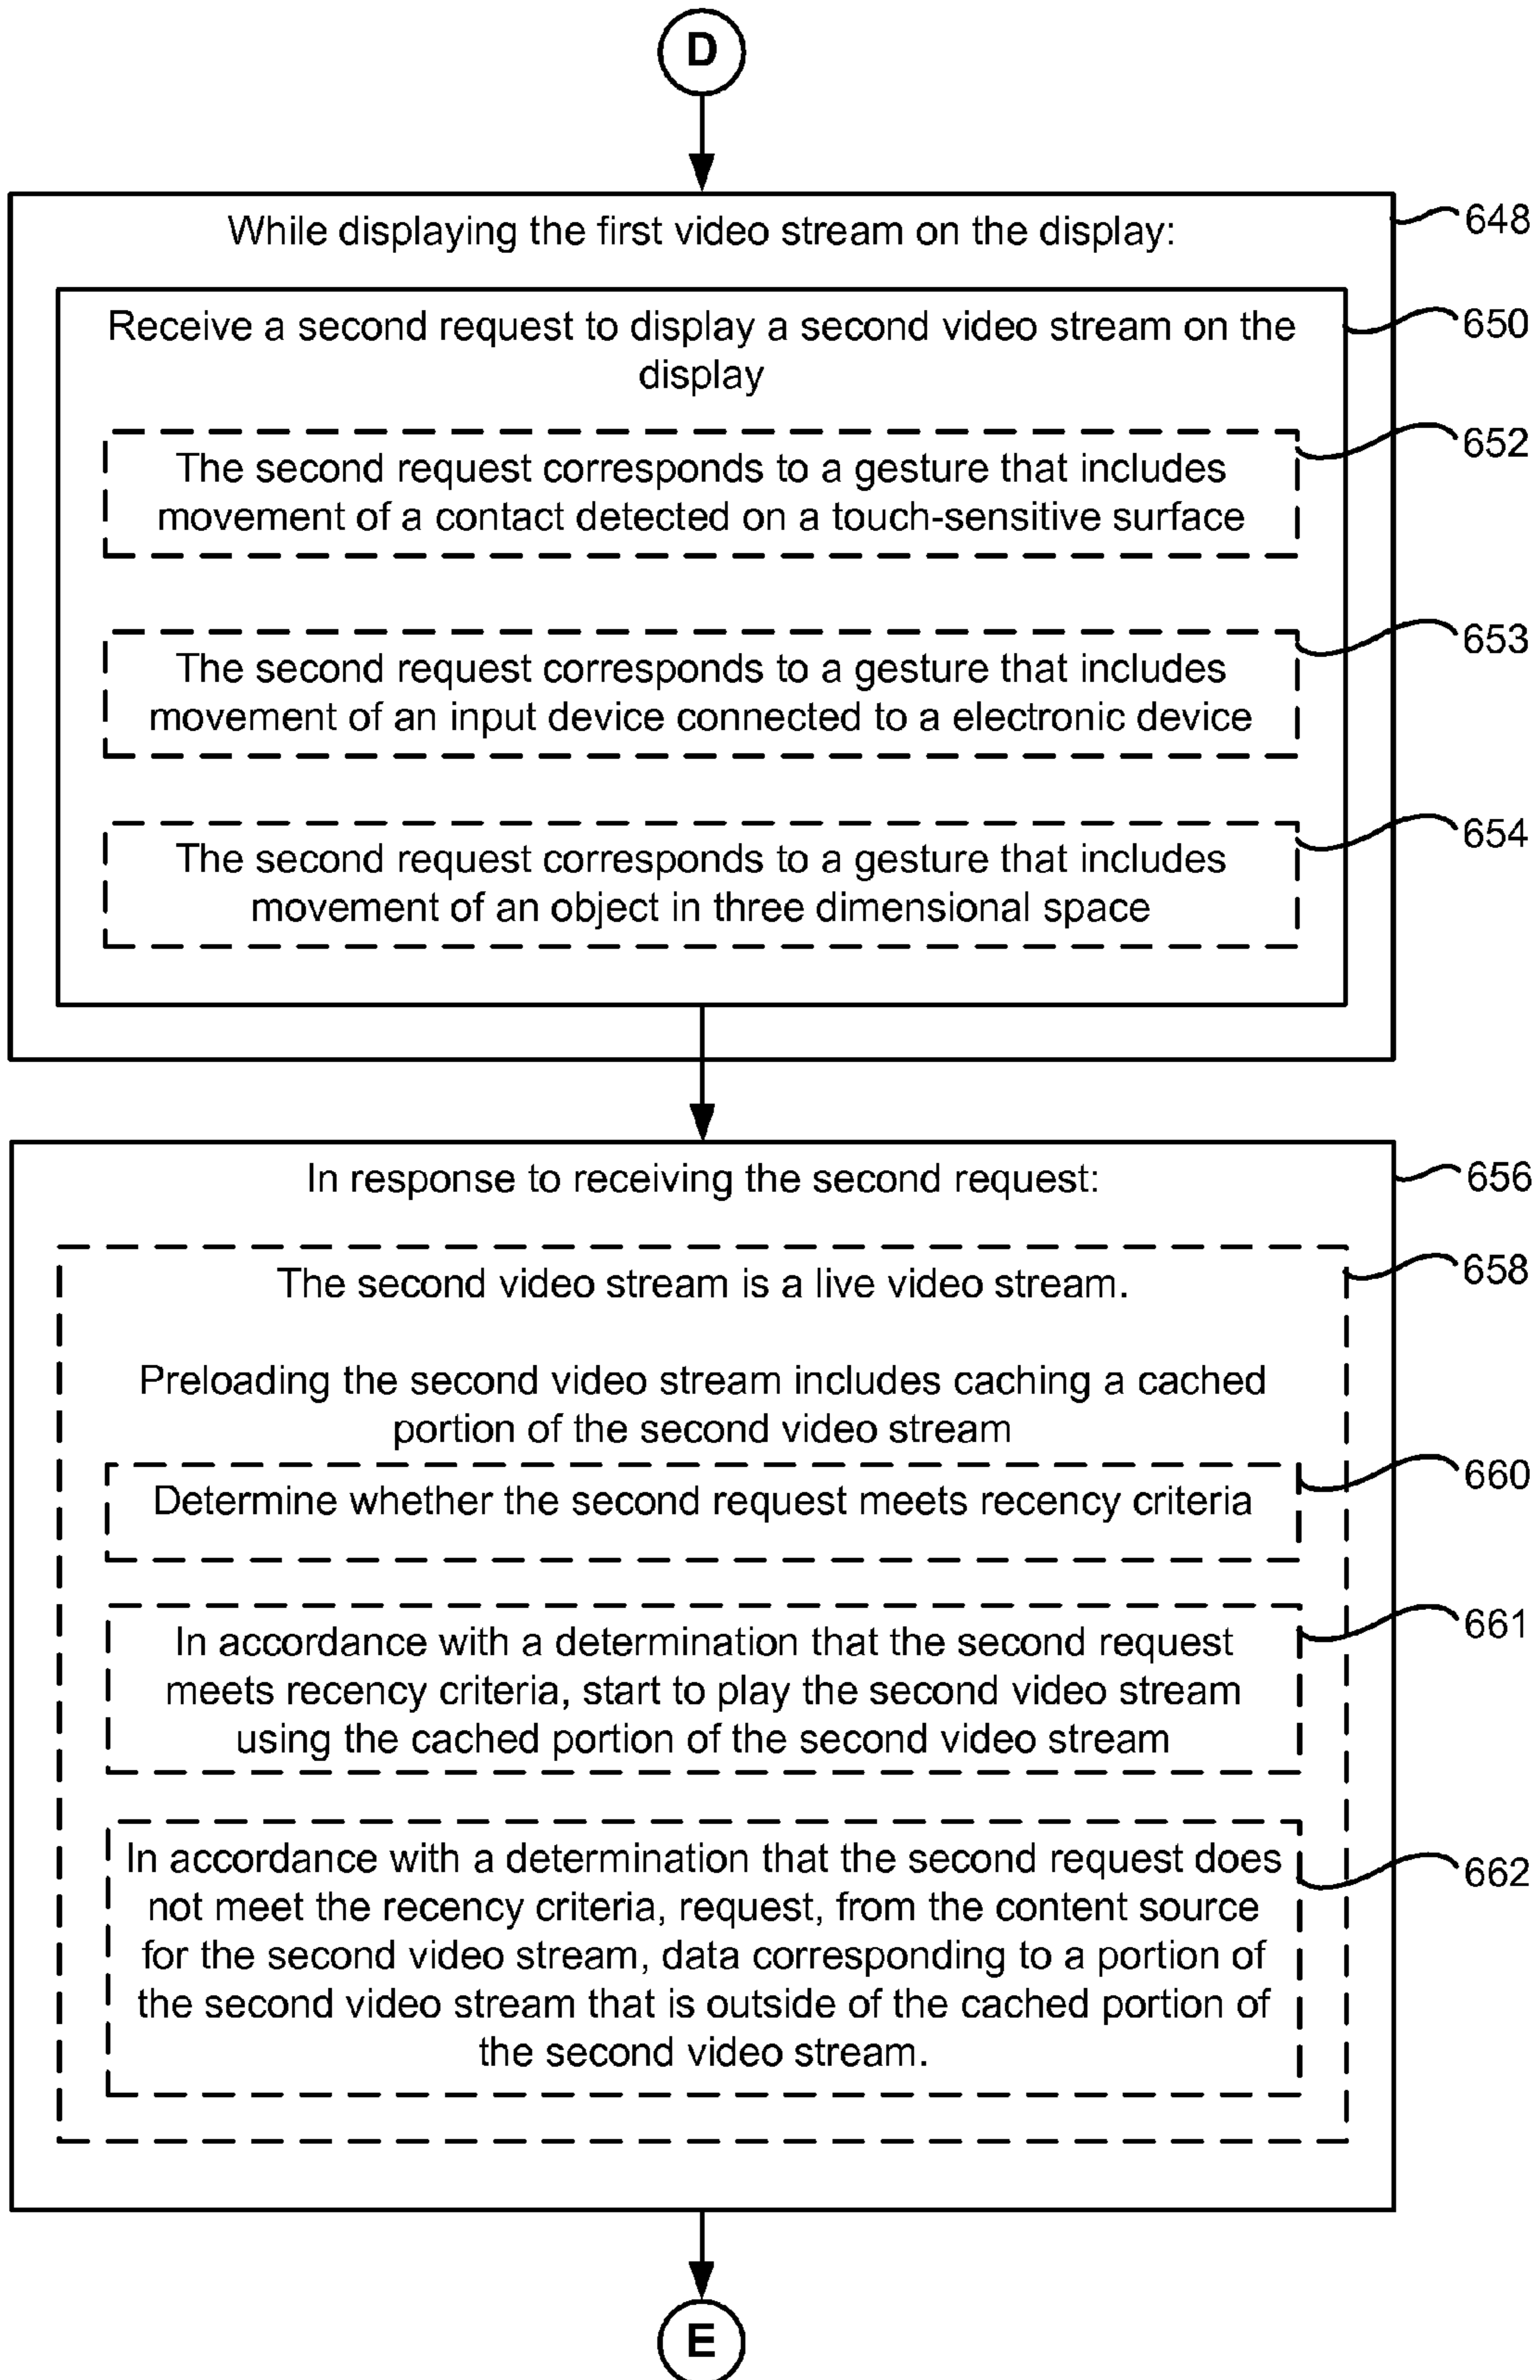 D
While displaying the first video stream on the display:
648
Receive a second request to display a second video stream on the
display
650
The second request corresponds to a gesture that includes
movement of a contact detected on a touch-sensitive surface
652
The second request corresponds to a gesture that includes
movement of an input device connected to a electronic device
653
The second request corresponds to a gesture that includes
movement of an object in three dimensional space
654
In response to receiving the second request:
656
The second video stream is a live video stream.
658
Preloading the second video stream includes caching a cached
portion of the second video stream
Determine whether the second request meets recency criteria
660
In accordance with a determination that the second request
meets recency criteria, start to play the second video stream
using the cached portion of the second video stream
661
In accordance with a determination that the second request does
not meet the recency criteria, request, from the content source
for the second video stream, data corresponding to a portion of
the second video stream that is outside of the cached portion of
the second video stream.
662
E